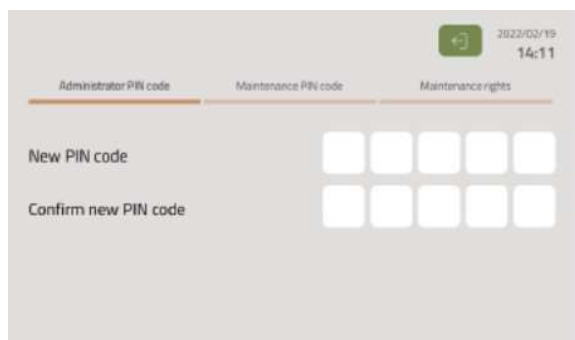 2022/02/19
14:11
Administrator PIN code
Maintenance PIN code
Maintenance rights
New PIN code
Confirm new PIN code